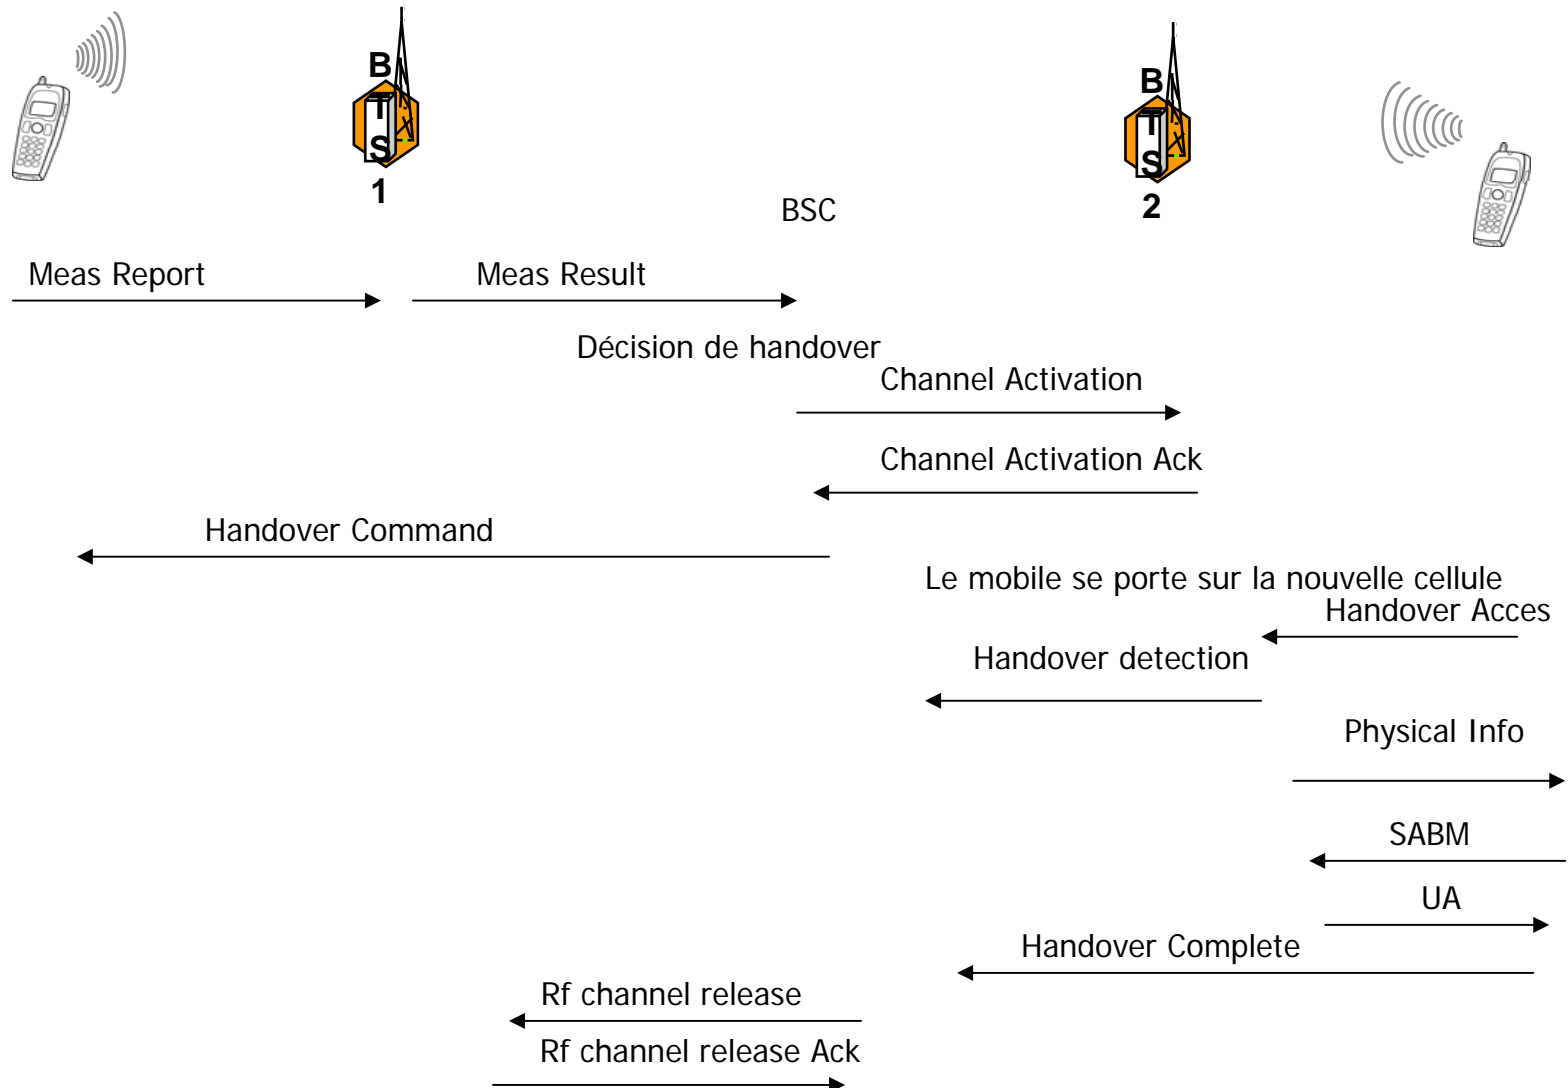 B
T
S
1
B
T
S
2
BSC
Meas Report
Meas Result
Décision de handover
Channel Activation
Channel Activation Ack
Handover Command
Le mobile se porte sur la nouvelle cellule
Handover Acces
Handover detection
Physical Info
SABM
UA
Handover Complete
Rf channel release
Rf channel release Ack